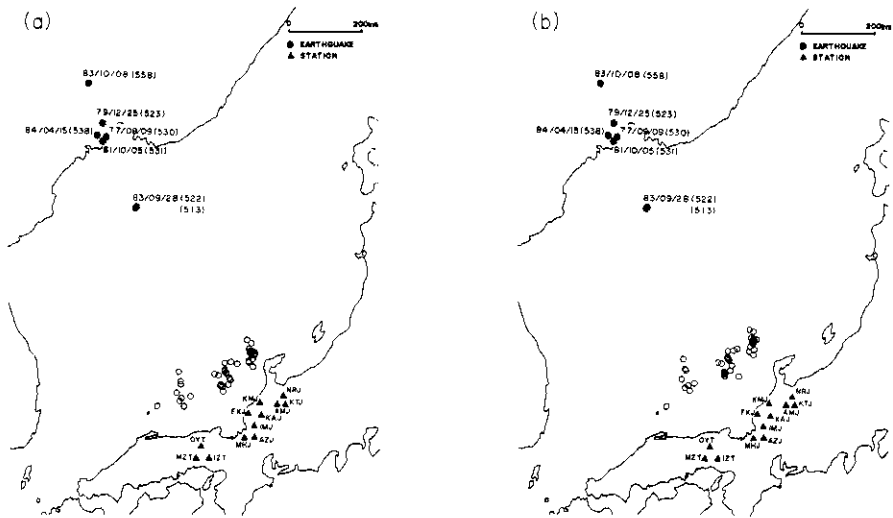 (a)
200km
EARTHQUAKE
STATION
83/10/08 (558)
79/12/25 (523)
84/04/15 (538) 77/09/09 (530)
81/10/05 (531)
83/09/28 (522)
(513)
NRJ
KMJ
KTJ
AMJ
FKJ
KAJ
IMJ
MHJ AZJ
OYT
MZT IZT
(b)
200km
EARTHQUAKE
STATION
83/10/08 (558)
79/12/25 (523)
84/04/15 (538) 77/09/09 (530)
81/10/05 (531)
83/09/28 (522)
(513)
NRJ
KMJ
KTJ
AMJ
FKJ
KAJ
IMJ
MHJ AZJ
OYT
MZT IZT